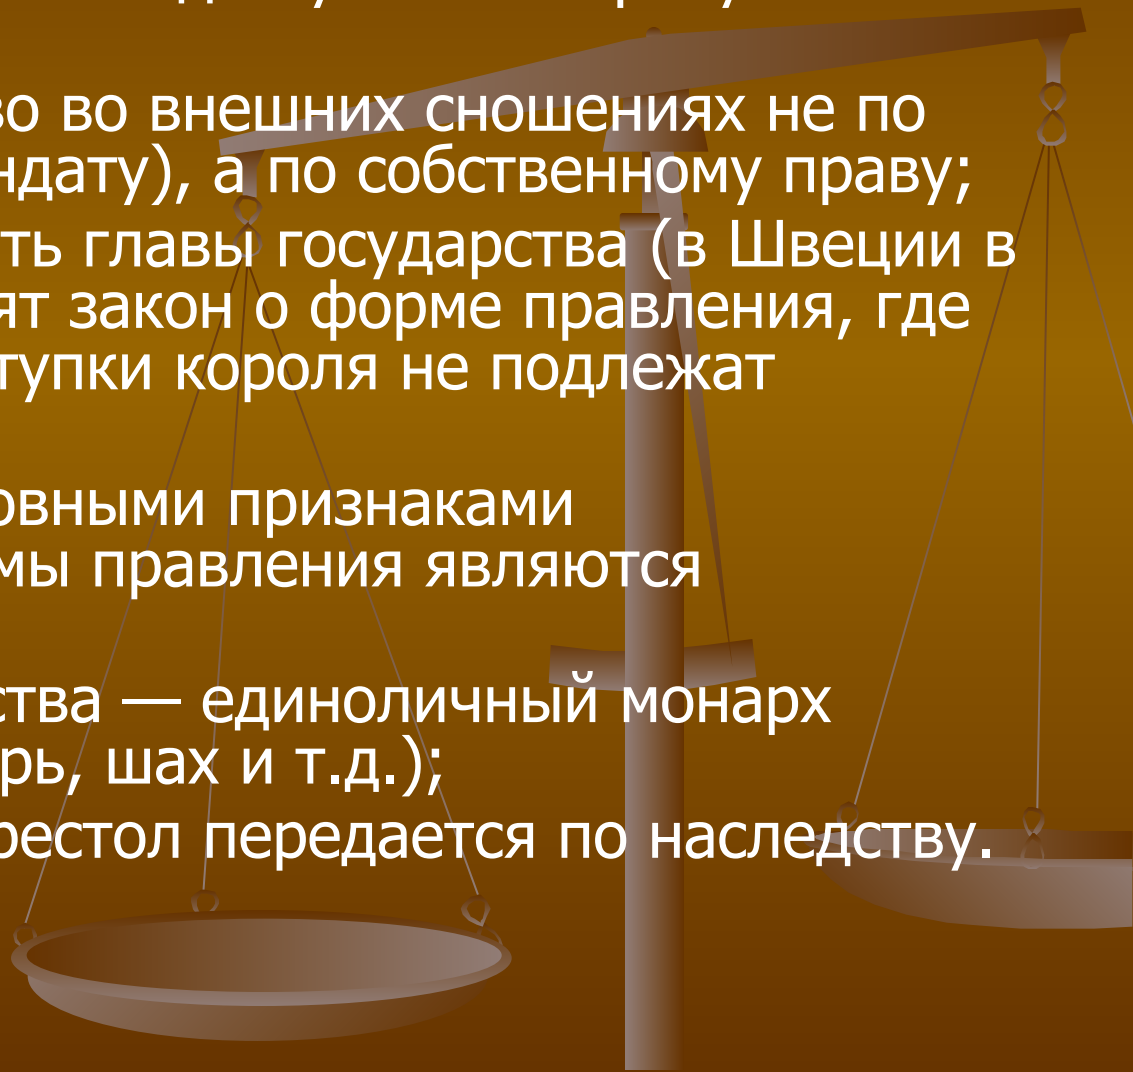 во во внешних сношениях не по
ндату), а по собственному праву;
ть главы государства (в Швеции в
ят закон о форме правления, где
тупки короля не подлежат
овными признаками
мы правления являются
ства — единоличный монарх
рь, шах и т.д.);
рестол передается по наследству.